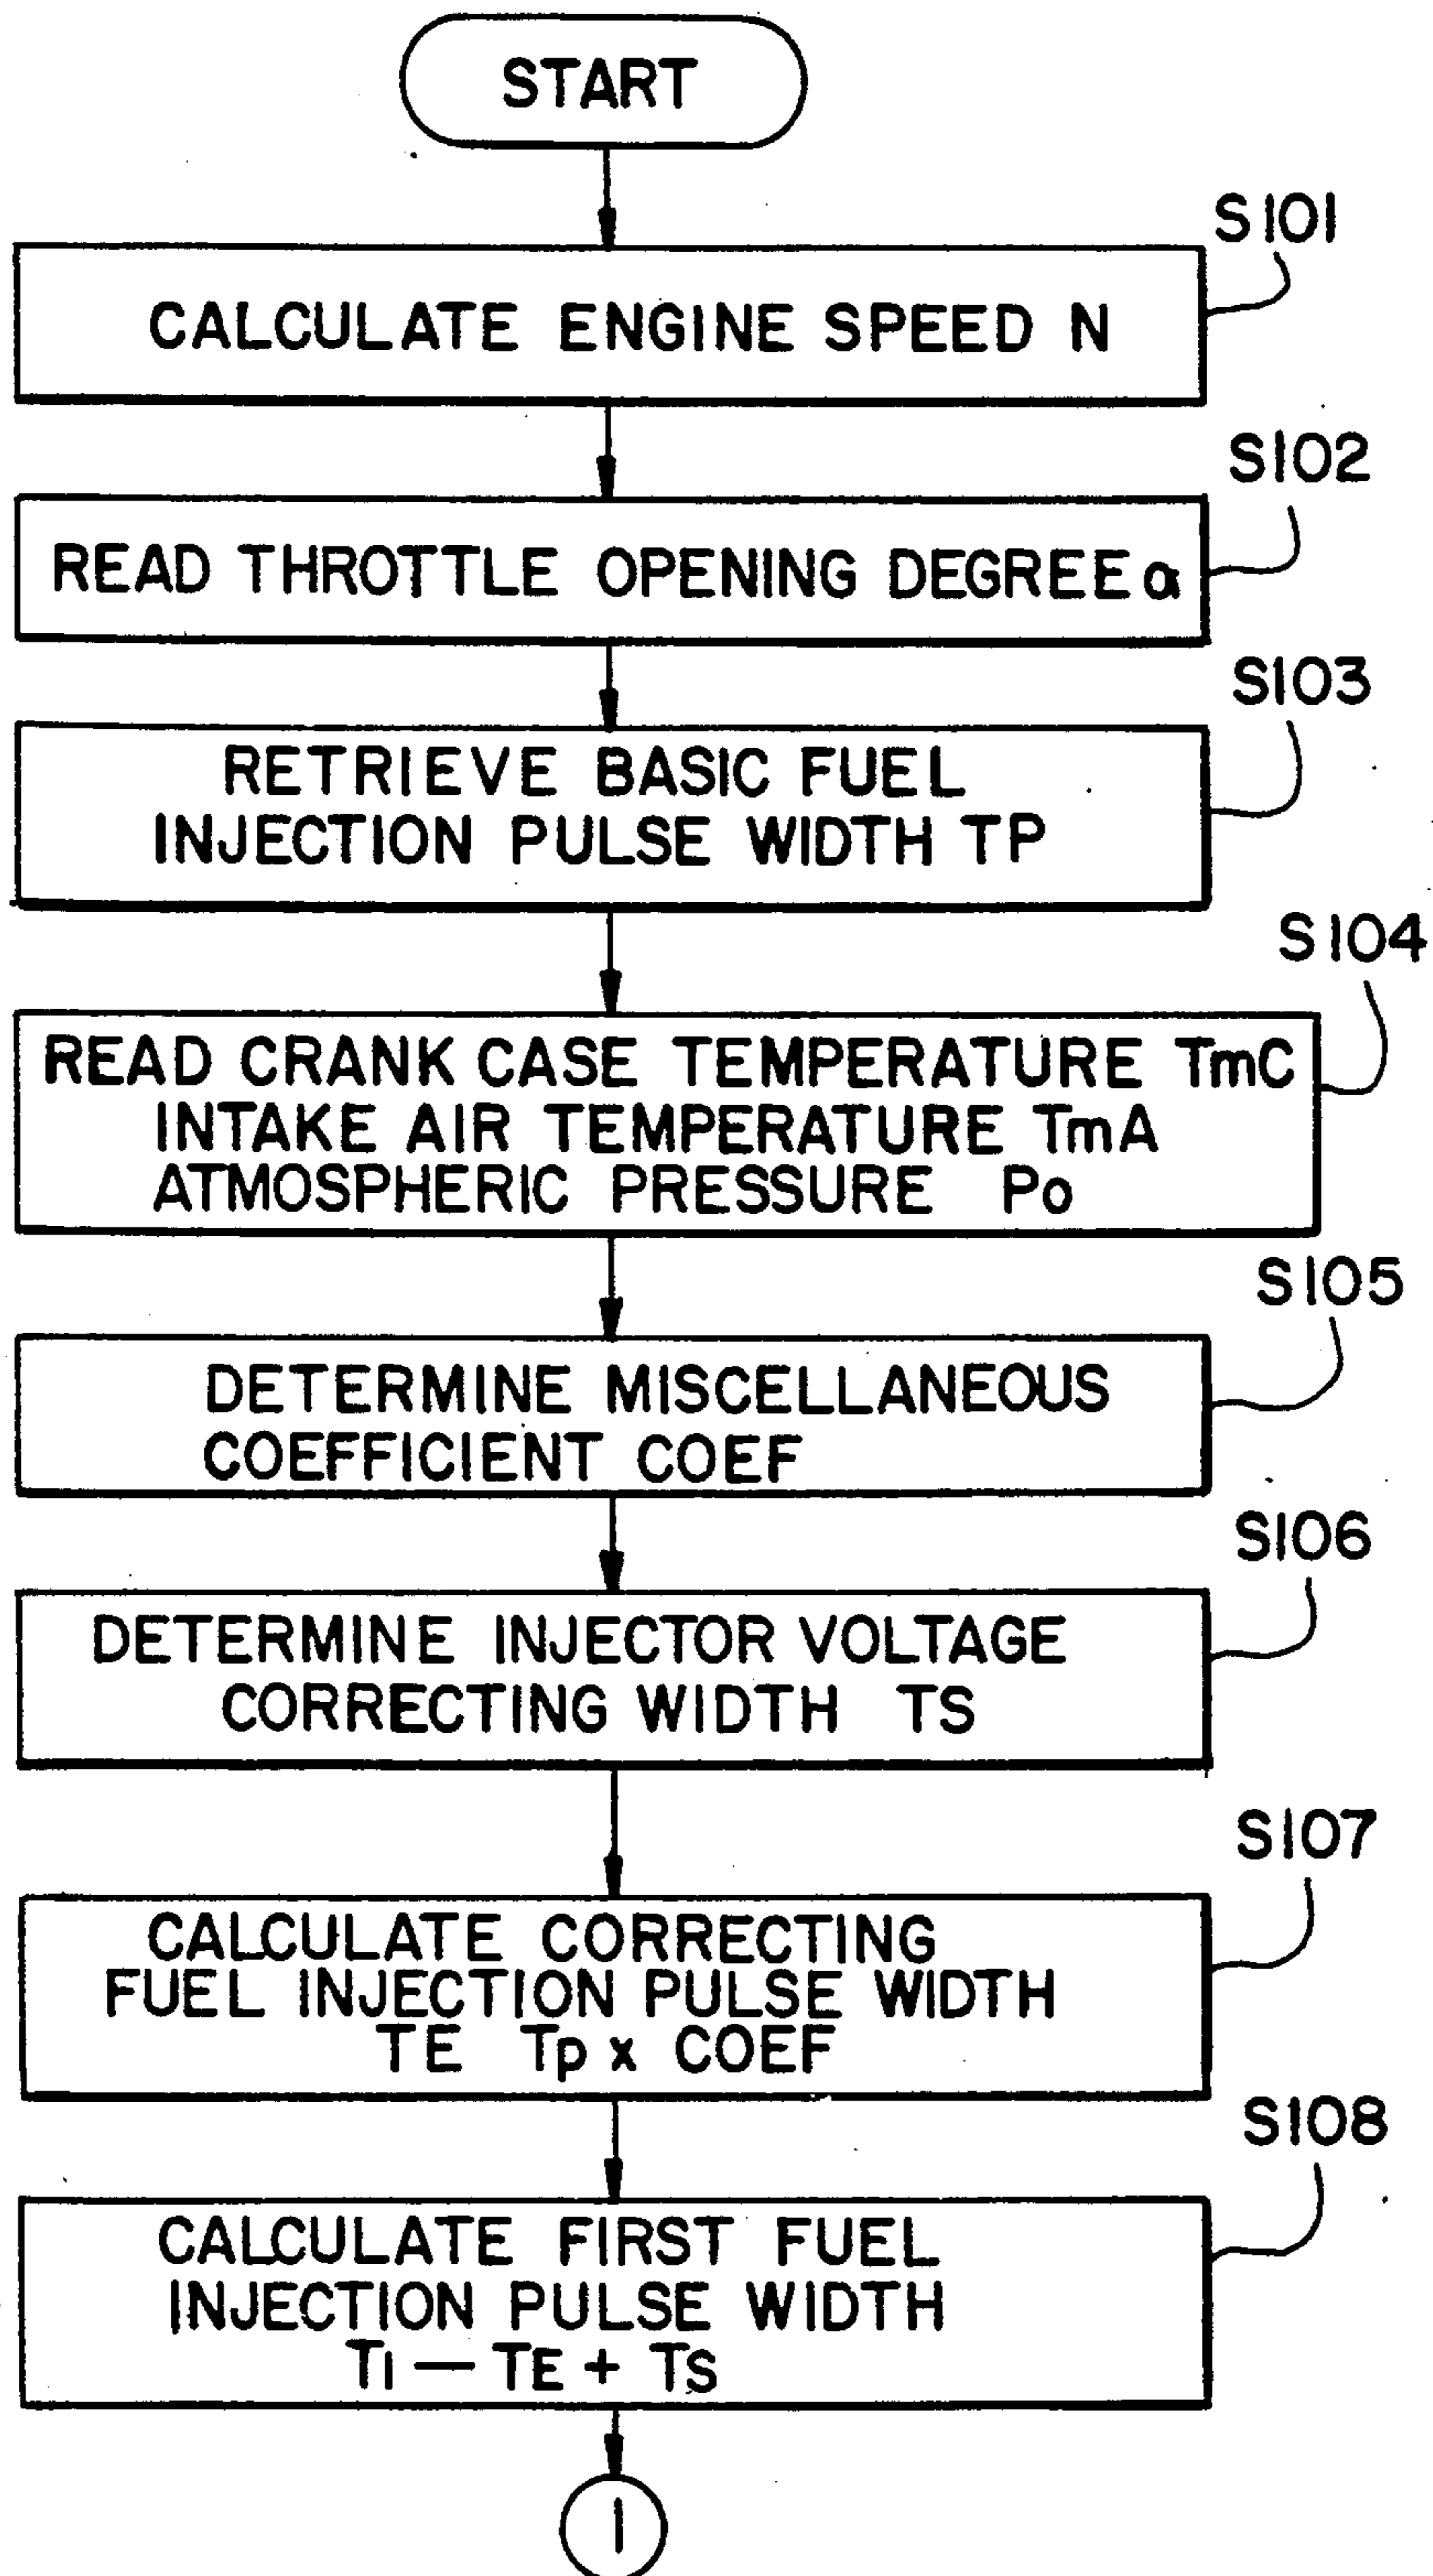 START
S101
CALCULATE ENGINE SPEED N
S102
READ THROTTLE OPENING DEGREE α
S103
RETRIEVE BASIC FUEL
INJECTION PULSE WIDTH TP
S104
READ CRANK CASE TEMPERATURE TmC
INTAKE AIR TEMPERATURE TmA
ATMOSPHERIC PRESSURE Po
S105
DETERMINE MISCELLANEOUS
COEFFICIENT COEF
S106
DETERMINE INJECTOR VOLTAGE
CORRECTING WIDTH TS
S107
CALCULATE CORRECTING
FUEL INJECTION PULSE WIDTH
TE Tp x COEF
S108
CALCULATE FIRST FUEL
INJECTION PULSE WIDTH
TI — TE + TS
1